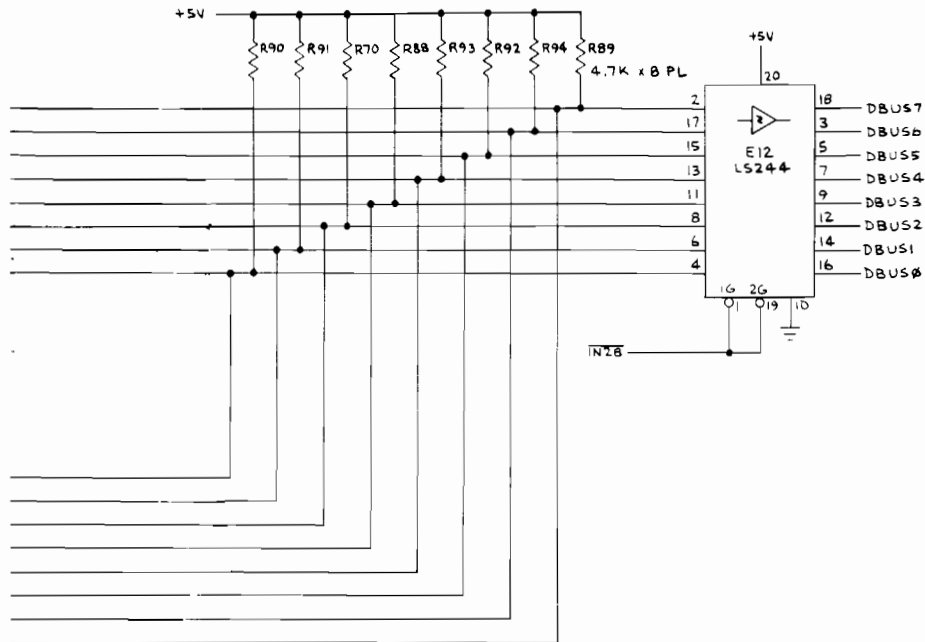 +5V
R90 R91 R70 R88 R93 R92 R94 R89
4.7K x 8 PL
+5V
20
2 18 DBUS7
17 3 DBUS6
15 5 DBUS5
E12
LS244
13 7 DBUS4
11 9 DBUS3
8 12 DBUS2
6 14 DBUS1
4 16 DBUSØ
1G 2G
1 19 10
IN2B